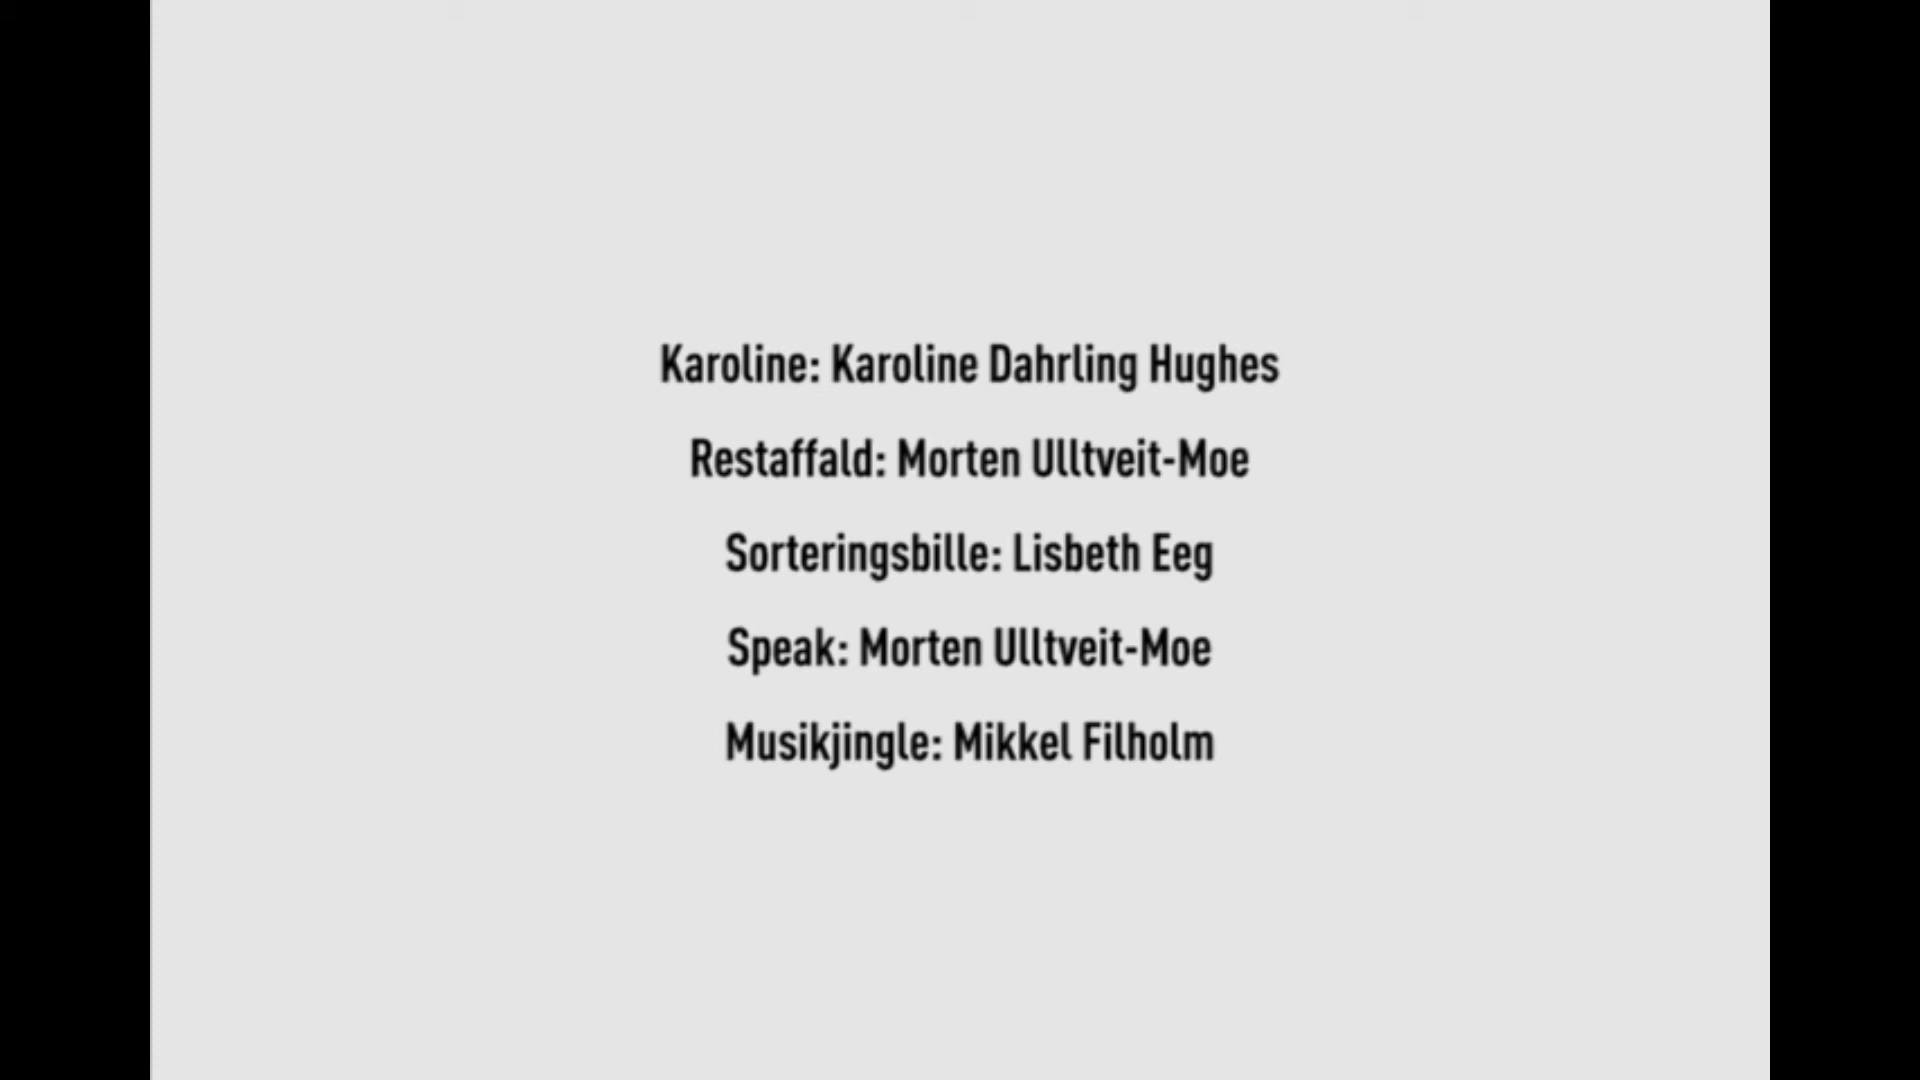 Karoline: Karoline Dahrling Hughes
Restaffald: Morten Ulltveit-Moe
Sorteringsbille: Lisbeth Eeg
Speak: Morten Ulltveit-Moe
Musikjingle: Mikkel Filholm